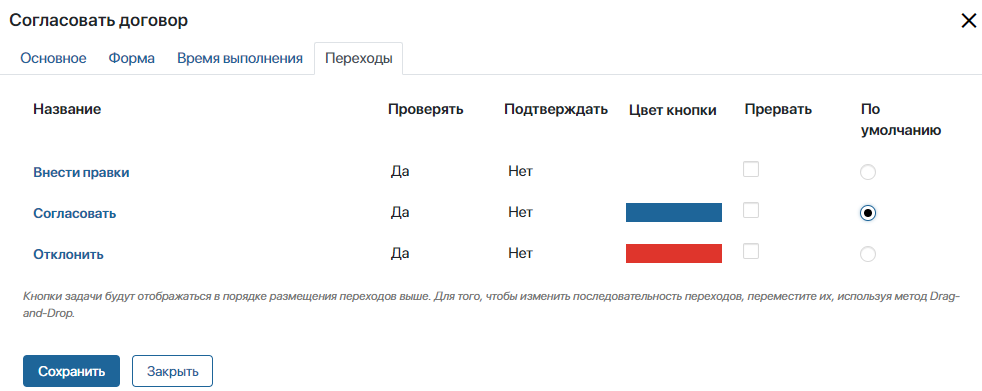 Согласовать договор
Основное Форма Время выполнения Переходы
Название Проверять Подтверждать Цвет кнопки Прервать По умолчанию
Внести правки Да Нет
Согласовать Да Нет
Отклонить Да Нет
Кнопки задачи будут отображаться в порядке размещения переходов выше. Для того, чтобы изменить последовательность переходов, переместите их, используя метод Drag-
and-Drop.
Сохранить Закрыть